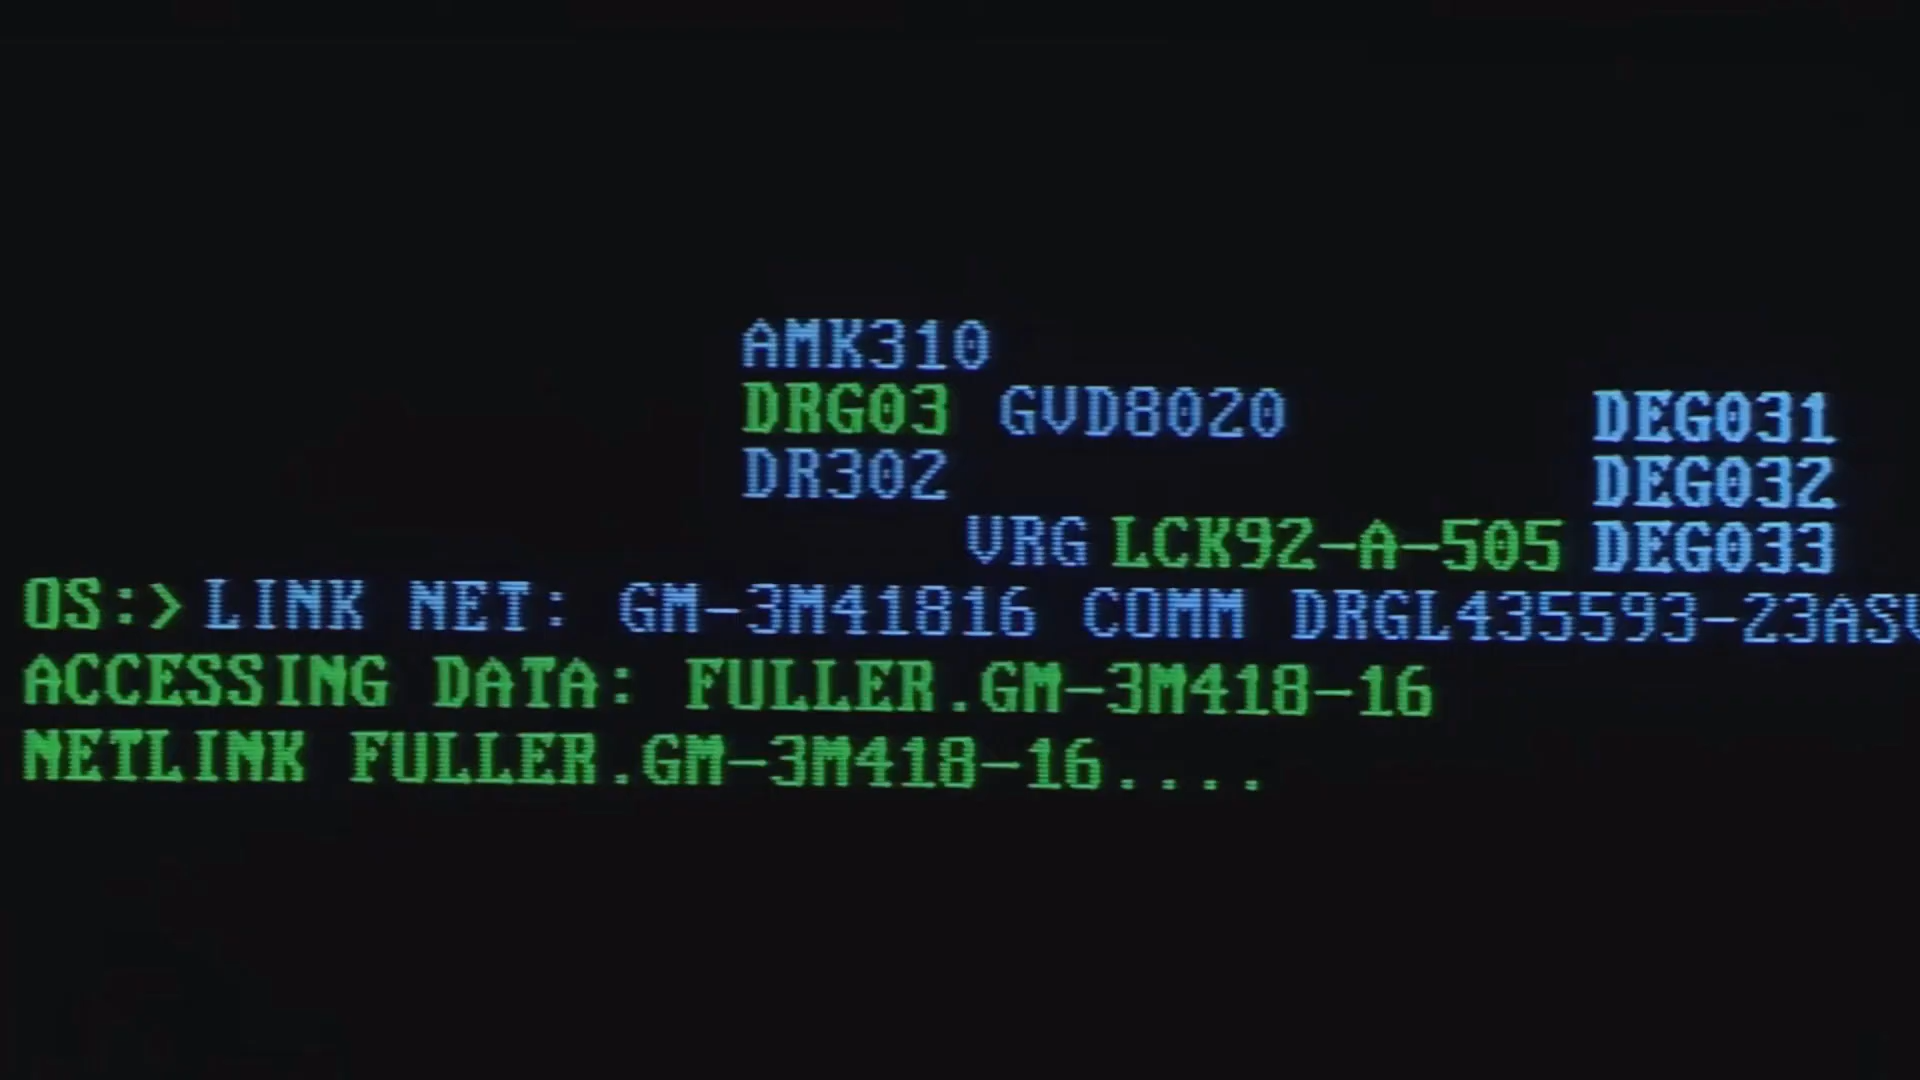 AMK310
DRG03 GVD8020 DEG031
DR302 DEG032
VRG LCK92-A-505 DEG033
OS:> LINK NET: GM-3M41816 COMM DRGL435593-23AS
ACCESSING DATA: FULLER.GM-3M418-16
NETLINK FULLER.GM-3M418-16....